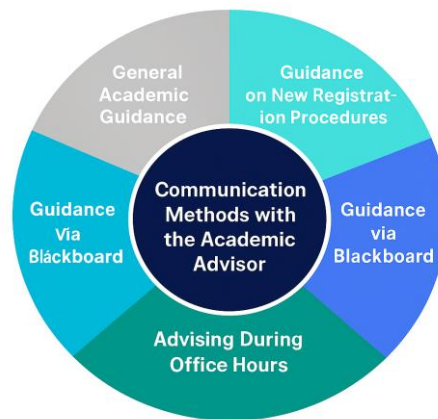 General
Academic
Guidance
Guidance
on New Registrat-
ion Procedures
Guidance
Via
Bláckboard
Communication
Methods with
the Academic
Advisor
Guidance
via
Blackboard
Advising During
Office Hours